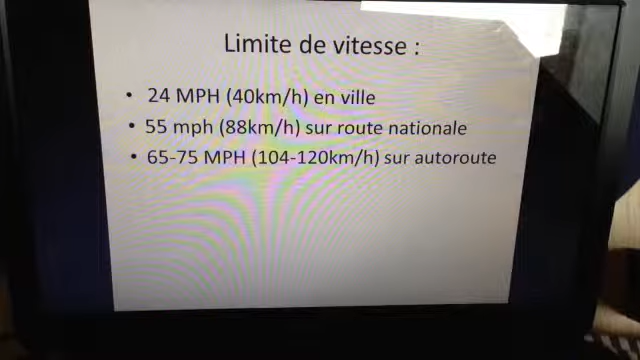 Limite de vitesse :
• 24 MPH (40km/h) en ville
• 55 mph (88km/h) sur route nationale
• 65-75 MPH (104-120km/h) sur autoroute